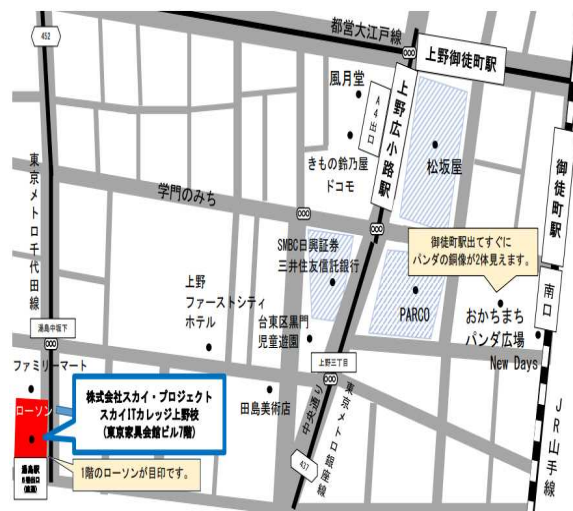 452
都営大江戸線
上野御徒町駅
風月堂
A4出口
上野広小路駅
きもの鈴乃屋
ドコモ
松坂屋
御徒町駅
東京メトロ千代田線
学門のみち
SMBC日興証券
三井住友信託銀行
御徒町駅出てすぐに
パンダの銅像が2体見えます。
南口
上野
ファーストシティ
ホテル
台東区黒門
児童遊園
PARCO
おかちまち
パンダ広場
New Days
湯島中坂下
上野三丁目
ファミリーマート
ローソン
株式会社スカイ・プロジェクト
スカイITカレッジ上野校
(東京家具会館ビル7階)
田島美術店
中央通り
東京メトロ銀座線
JR山手線
湯島駅
1階のローソンが目印です。
437